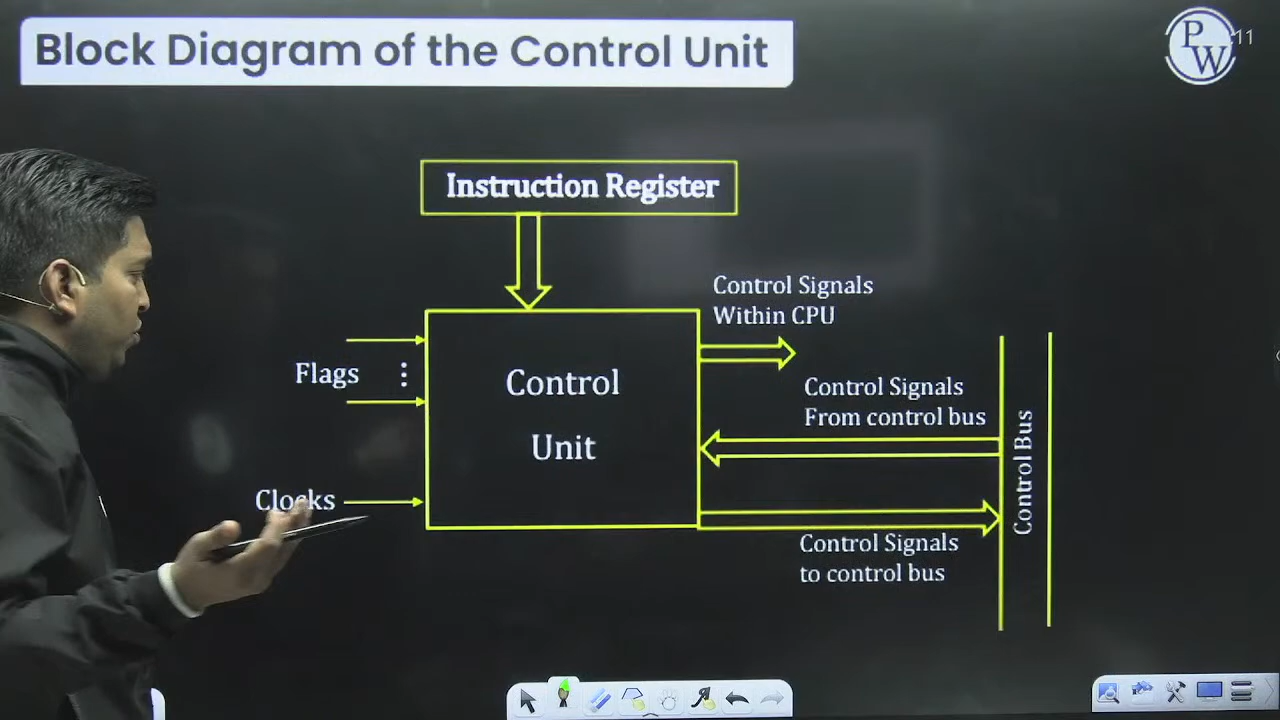 Block Diagram of the Control Unit
PW
11
Instruction Register
Control Signals
Within CPU
Flags
Control
Unit
Control Signals
From control bus
Clocks
Control Bus
Control Signals
to control bus